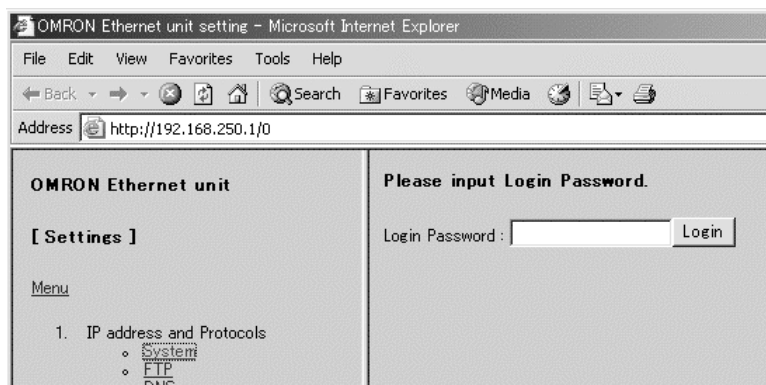 OMRON Ethernet unit setting - Microsoft Internet Explorer
File Edit View Favorites Tools Help
Back Search Favorites Media
Address http://192.168.250.1/0
OMRON Ethernet unit
[ Settings ]
Menu
1. IP address and Protocols
System
FTP
DNS
Please input Login Password.
Login Password : Login